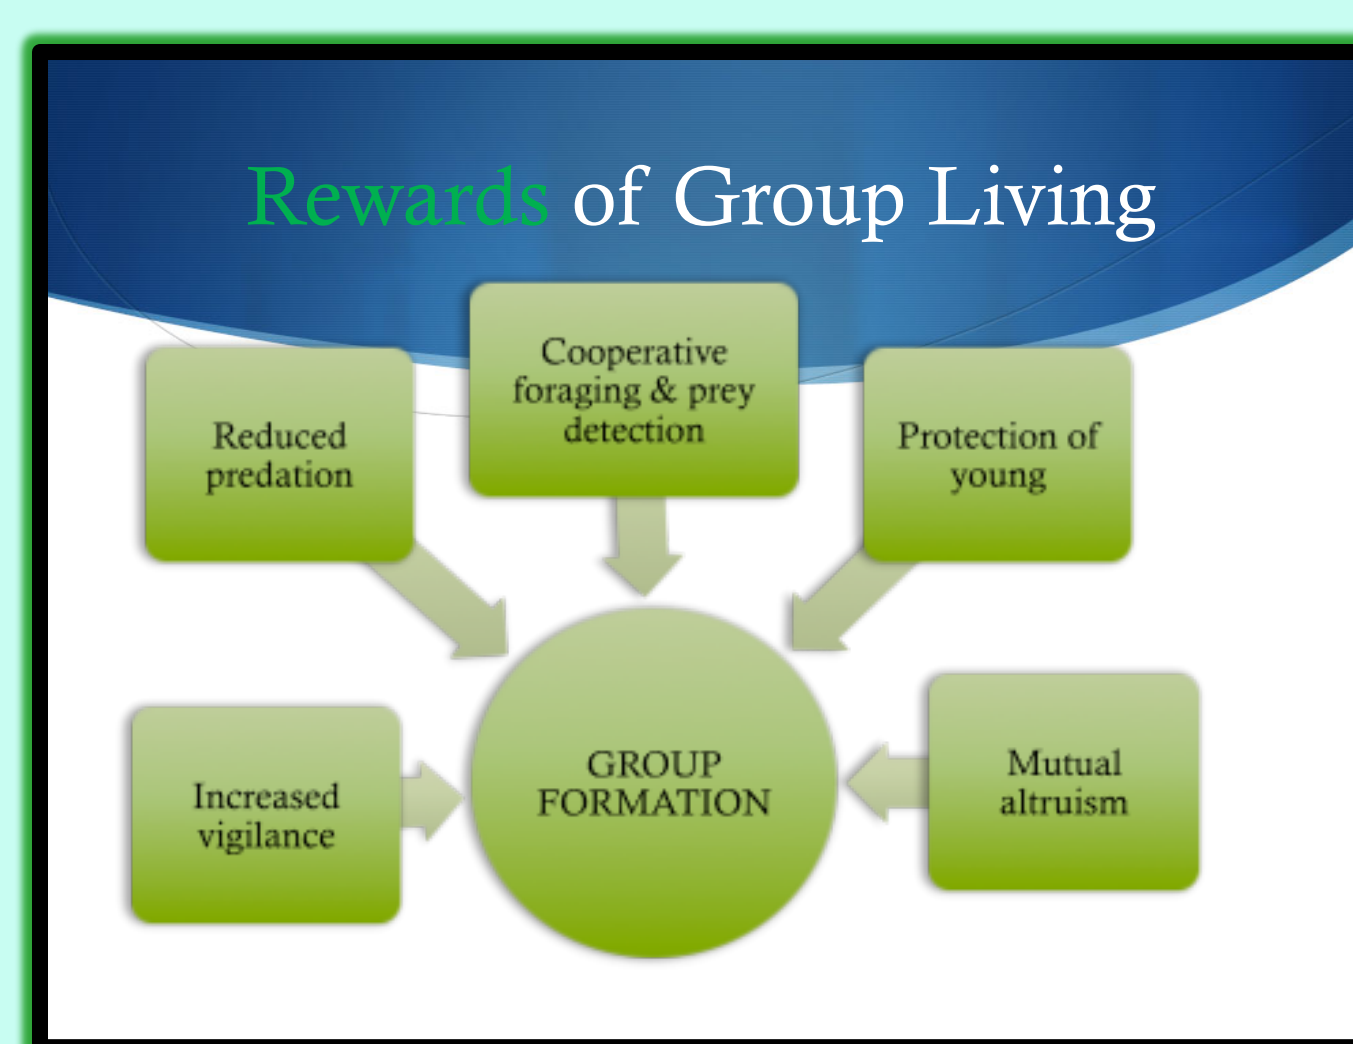 Rewards of Group Living
Cooperative
foraging & prey
detection
Reduced
predation
Protection of
young
Increased
vigilance
GROUP
FORMATION
Mutual
altruism